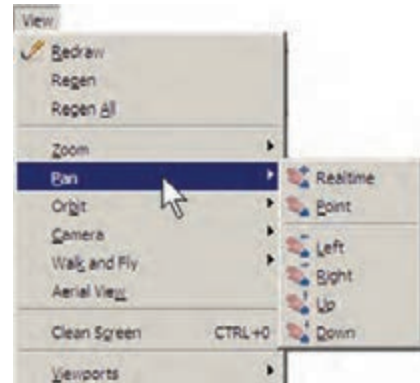 View
Redraw
Regen
Regen All
Zoom
Pan
Orbit
Camera
Walk and Fly
Aerial View
Clean Screen CTRL+0
Viewports
Realtime
Point
Left
Right
Up
Down